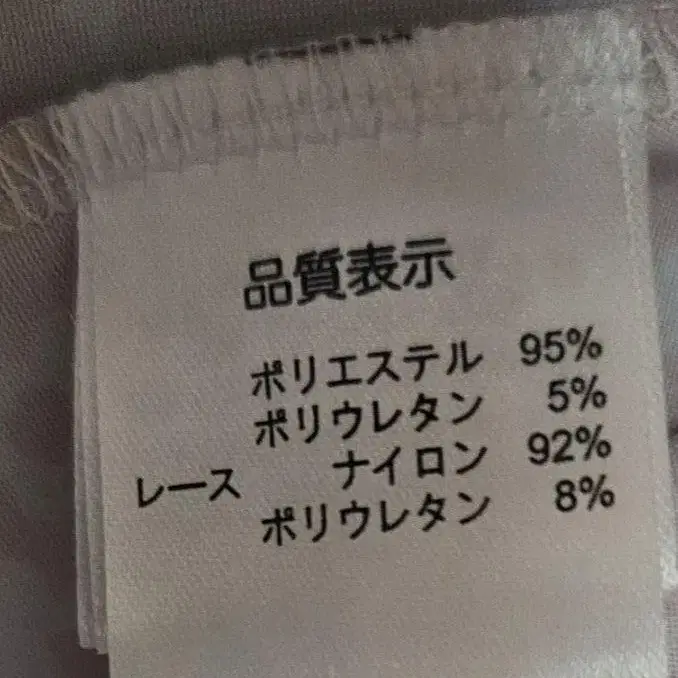 品質表示
ポリエステル 95%
ポリウレタン 5%
レース ナイロン 92%
ポリウレタン 8%